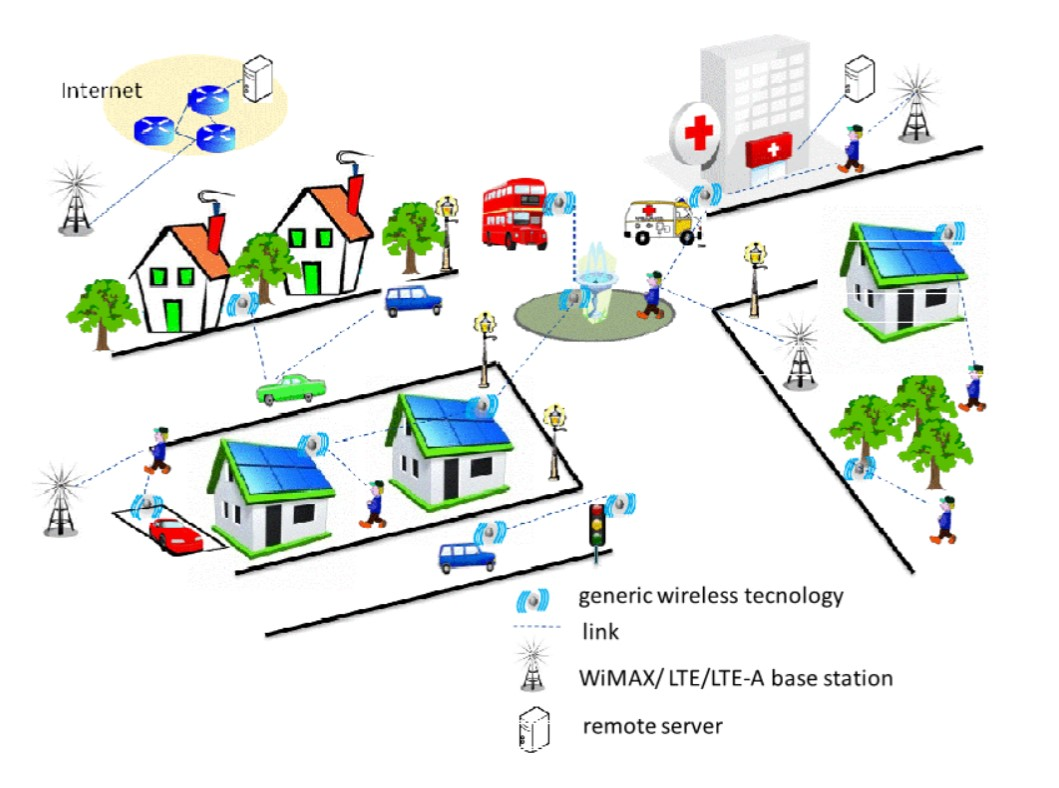 Internet
generic wireless tecnology
link
WiMAX/ LTE/LTE-A base station
remote server